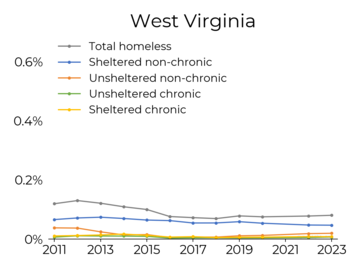 West Virginia
Total homeless
Sheltered non-chronic
Unsheltered non-chronic
Unsheltered chronic
Sheltered chronic
0.6%
0.4%
0.2%
0%
2011 2013 2015 2017 2019 2021 2023